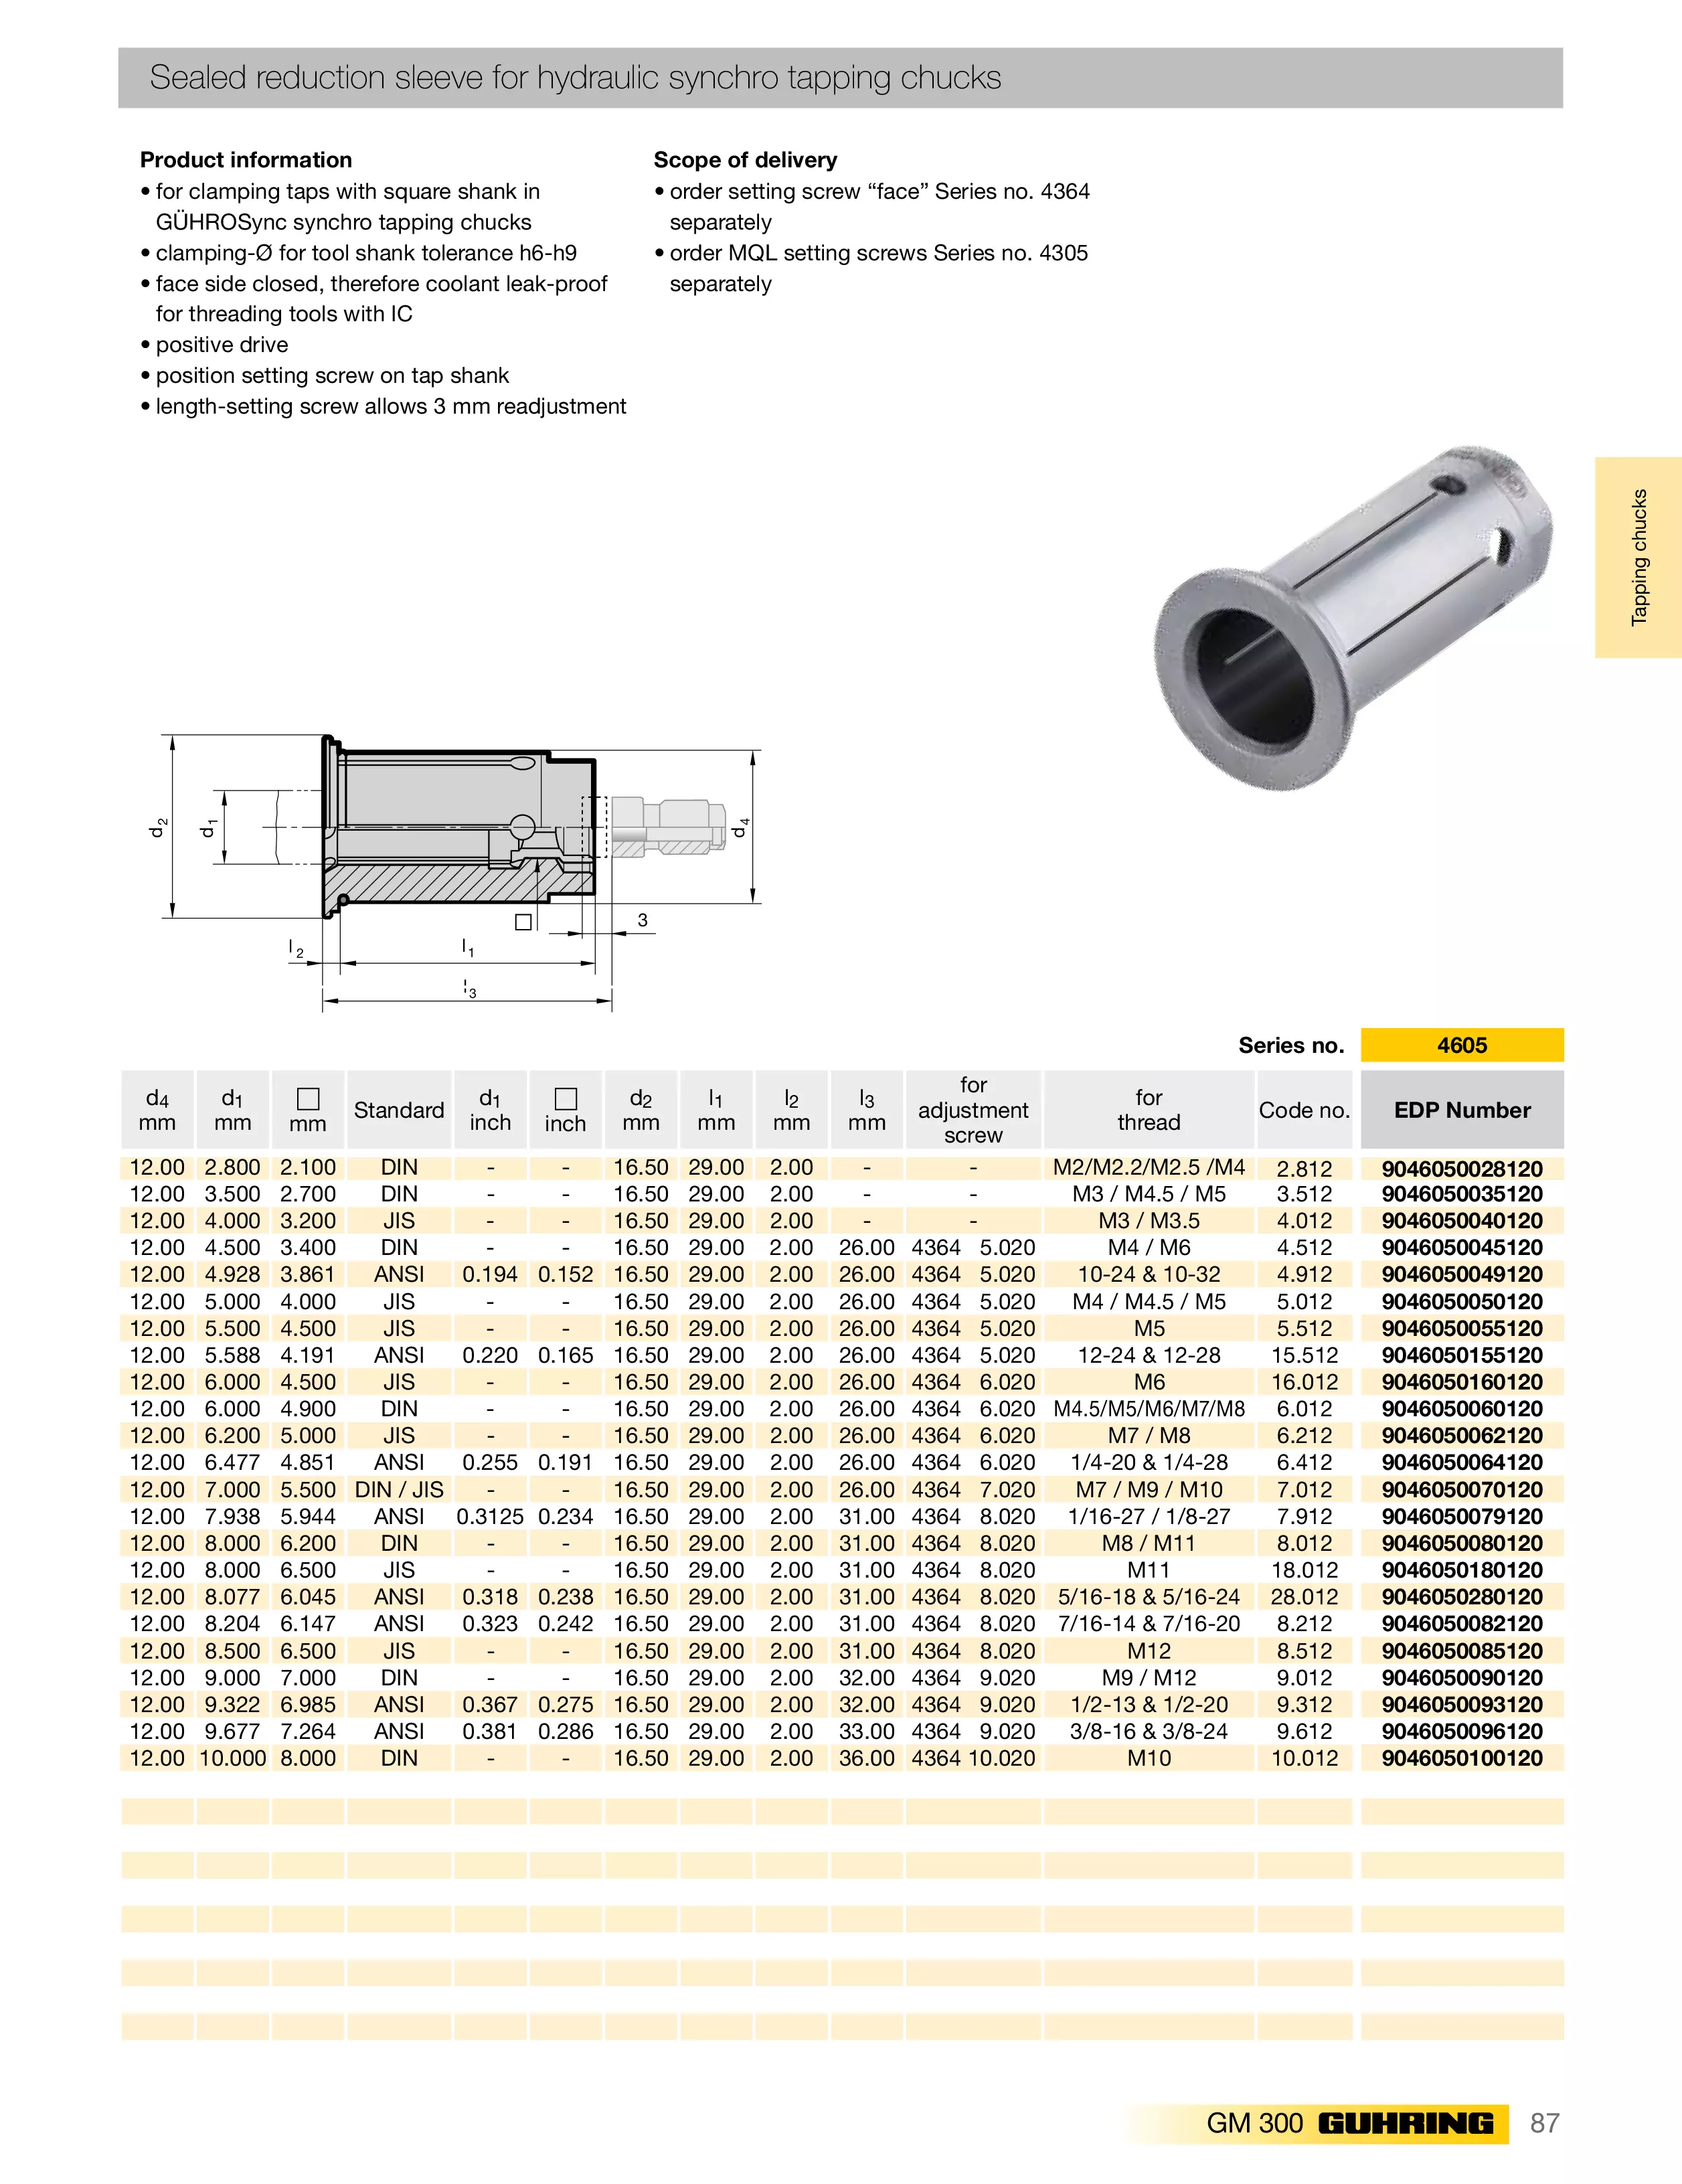 Sealed reduction sleeve for hydraulic synchro tapping chucks
Product information
• for clamping taps with square shank in
GÜHROSync synchro tapping chucks
• clamping-Ø for tool shank tolerance h6-h9
• face side closed, therefore coolant leak-proof
for threading tools with IC
• positive drive
• position setting screw on tap shank
• length-setting screw allows 3 mm readjustment
Scope of delivery
• order setting screw “face” Series no. 4364
separately
• order MQL setting screws Series no. 4305
separately
Tapping chucks
d2
d1
d4
3
l2
l1
l3
Series no. 4605
d4 mm d1 mm □ mm Standard d1 inch □ inch d2 mm l1 mm l2 mm l3 mm for adjustment screw for thread Code no. EDP Number
12.00 2.800 2.100 DIN - - 16.50 29.00 2.00 - - M2/M2.2/M2.5 /M4 2.812 9046050028120
12.00 3.500 2.700 DIN - - 16.50 29.00 2.00 - - M3 / M4.5 / M5 3.512 9046050035120
12.00 4.000 3.200 JIS - - 16.50 29.00 2.00 - - M3 / M3.5 4.012 9046050040120
12.00 4.500 3.400 DIN - - 16.50 29.00 2.00 26.00 4364 5.020 M4 / M6 4.512 9046050045120
12.00 4.928 3.861 ANSI 0.194 0.152 16.50 29.00 2.00 26.00 4364 5.020 10-24 & 10-32 4.912 9046050049120
12.00 5.000 4.000 JIS - - 16.50 29.00 2.00 26.00 4364 5.020 M4 / M4.5 / M5 5.012 9046050050120
12.00 5.500 4.500 JIS - - 16.50 29.00 2.00 26.00 4364 5.020 M5 5.512 9046050055120
12.00 5.588 4.191 ANSI 0.220 0.165 16.50 29.00 2.00 26.00 4364 5.020 12-24 & 12-28 15.512 9046050155120
12.00 6.000 4.500 JIS - - 16.50 29.00 2.00 26.00 4364 6.020 M6 16.012 9046050160120
12.00 6.000 4.900 DIN - - 16.50 29.00 2.00 26.00 4364 6.020 M4.5/M5/M6/M7/M8 6.012 9046050060120
12.00 6.200 5.000 JIS - - 16.50 29.00 2.00 26.00 4364 6.020 M7 / M8 6.212 9046050062120
12.00 6.477 4.851 ANSI 0.255 0.191 16.50 29.00 2.00 26.00 4364 6.020 1/4-20 & 1/4-28 6.412 9046050064120
12.00 7.000 5.500 DIN / JIS - - 16.50 29.00 2.00 26.00 4364 7.020 M7 / M9 / M10 7.012 9046050070120
12.00 7.938 5.944 ANSI 0.3125 0.234 16.50 29.00 2.00 31.00 4364 8.020 1/16-27 / 1/8-27 7.912 9046050079120
12.00 8.000 6.200 DIN - - 16.50 29.00 2.00 31.00 4364 8.020 M8 / M11 8.012 9046050080120
12.00 8.000 6.500 JIS - - 16.50 29.00 2.00 31.00 4364 8.020 M11 18.012 9046050180120
12.00 8.077 6.045 ANSI 0.318 0.238 16.50 29.00 2.00 31.00 4364 8.020 5/16-18 & 5/16-24 28.012 9046050280120
12.00 8.204 6.147 ANSI 0.323 0.242 16.50 29.00 2.00 31.00 4364 8.020 7/16-14 & 7/16-20 8.212 9046050082120
12.00 8.500 6.500 JIS - - 16.50 29.00 2.00 31.00 4364 8.020 M12 8.512 9046050085120
12.00 9.000 7.000 DIN - - 16.50 29.00 2.00 32.00 4364 9.020 M9 / M12 9.012 9046050090120
12.00 9.322 6.985 ANSI 0.367 0.275 16.50 29.00 2.00 32.00 4364 9.020 1/2-13 & 1/2-20 9.312 9046050093120
12.00 9.677 7.264 ANSI 0.381 0.286 16.50 29.00 2.00 33.00 4364 9.020 3/8-16 & 3/8-24 9.612 9046050096120
12.00 10.000 8.000 DIN - - 16.50 29.00 2.00 36.00 4364 10.020 M10 10.012 9046050100120
GM 300 GUHRING 87